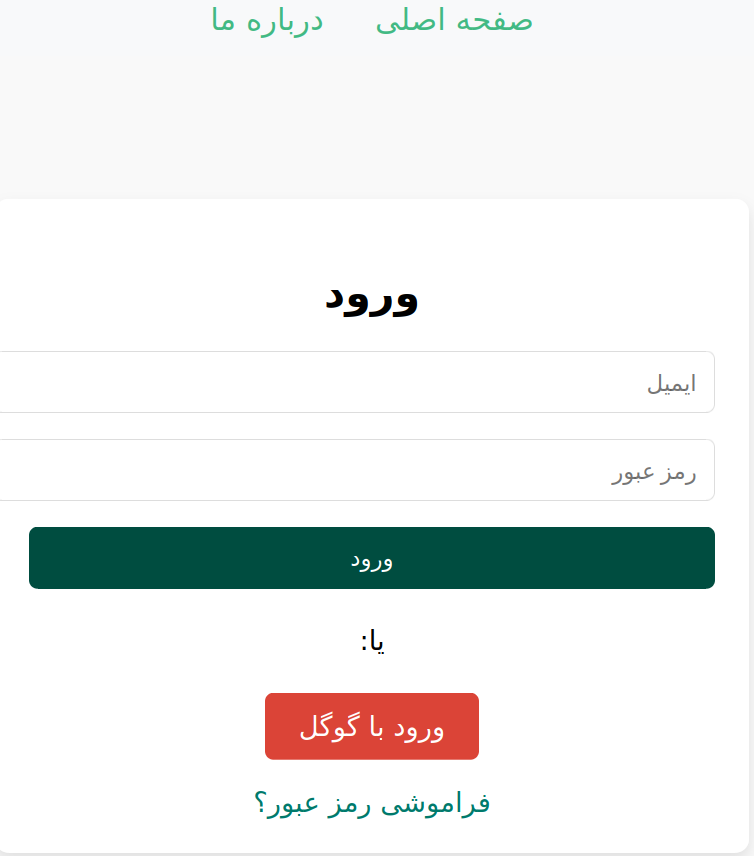 صفحه اصلی درباره ما
ورود
ایمیل
رمز عبور
ورود
یا:
ورود با گوگل
فراموشی رمز عبور؟